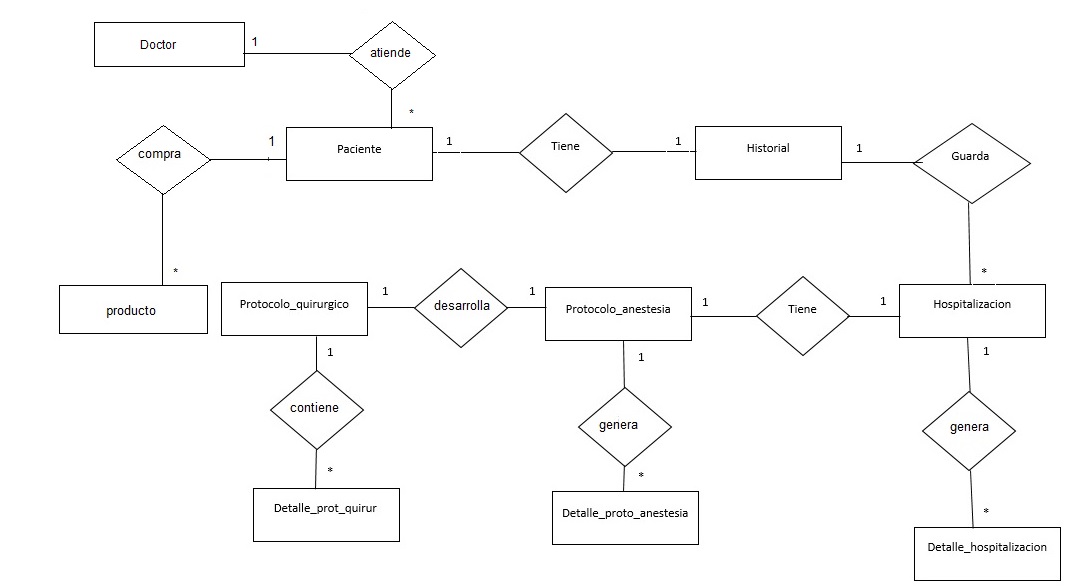 Doctor
1
atiende
*
compra
1
Paciente
1
Tiene
1
Historial
1
Guarda
*
*
producto
Protocolo_quirurgico
1
desarrolla
1
Protocolo_anestesia
1
Tiene
1
Hospitalizacion
1
1
1
contiene
genera
genera
*
*
*
Detalle_prot_quirur
Detalle_proto_anestesia
Detalle_hospitalizacion